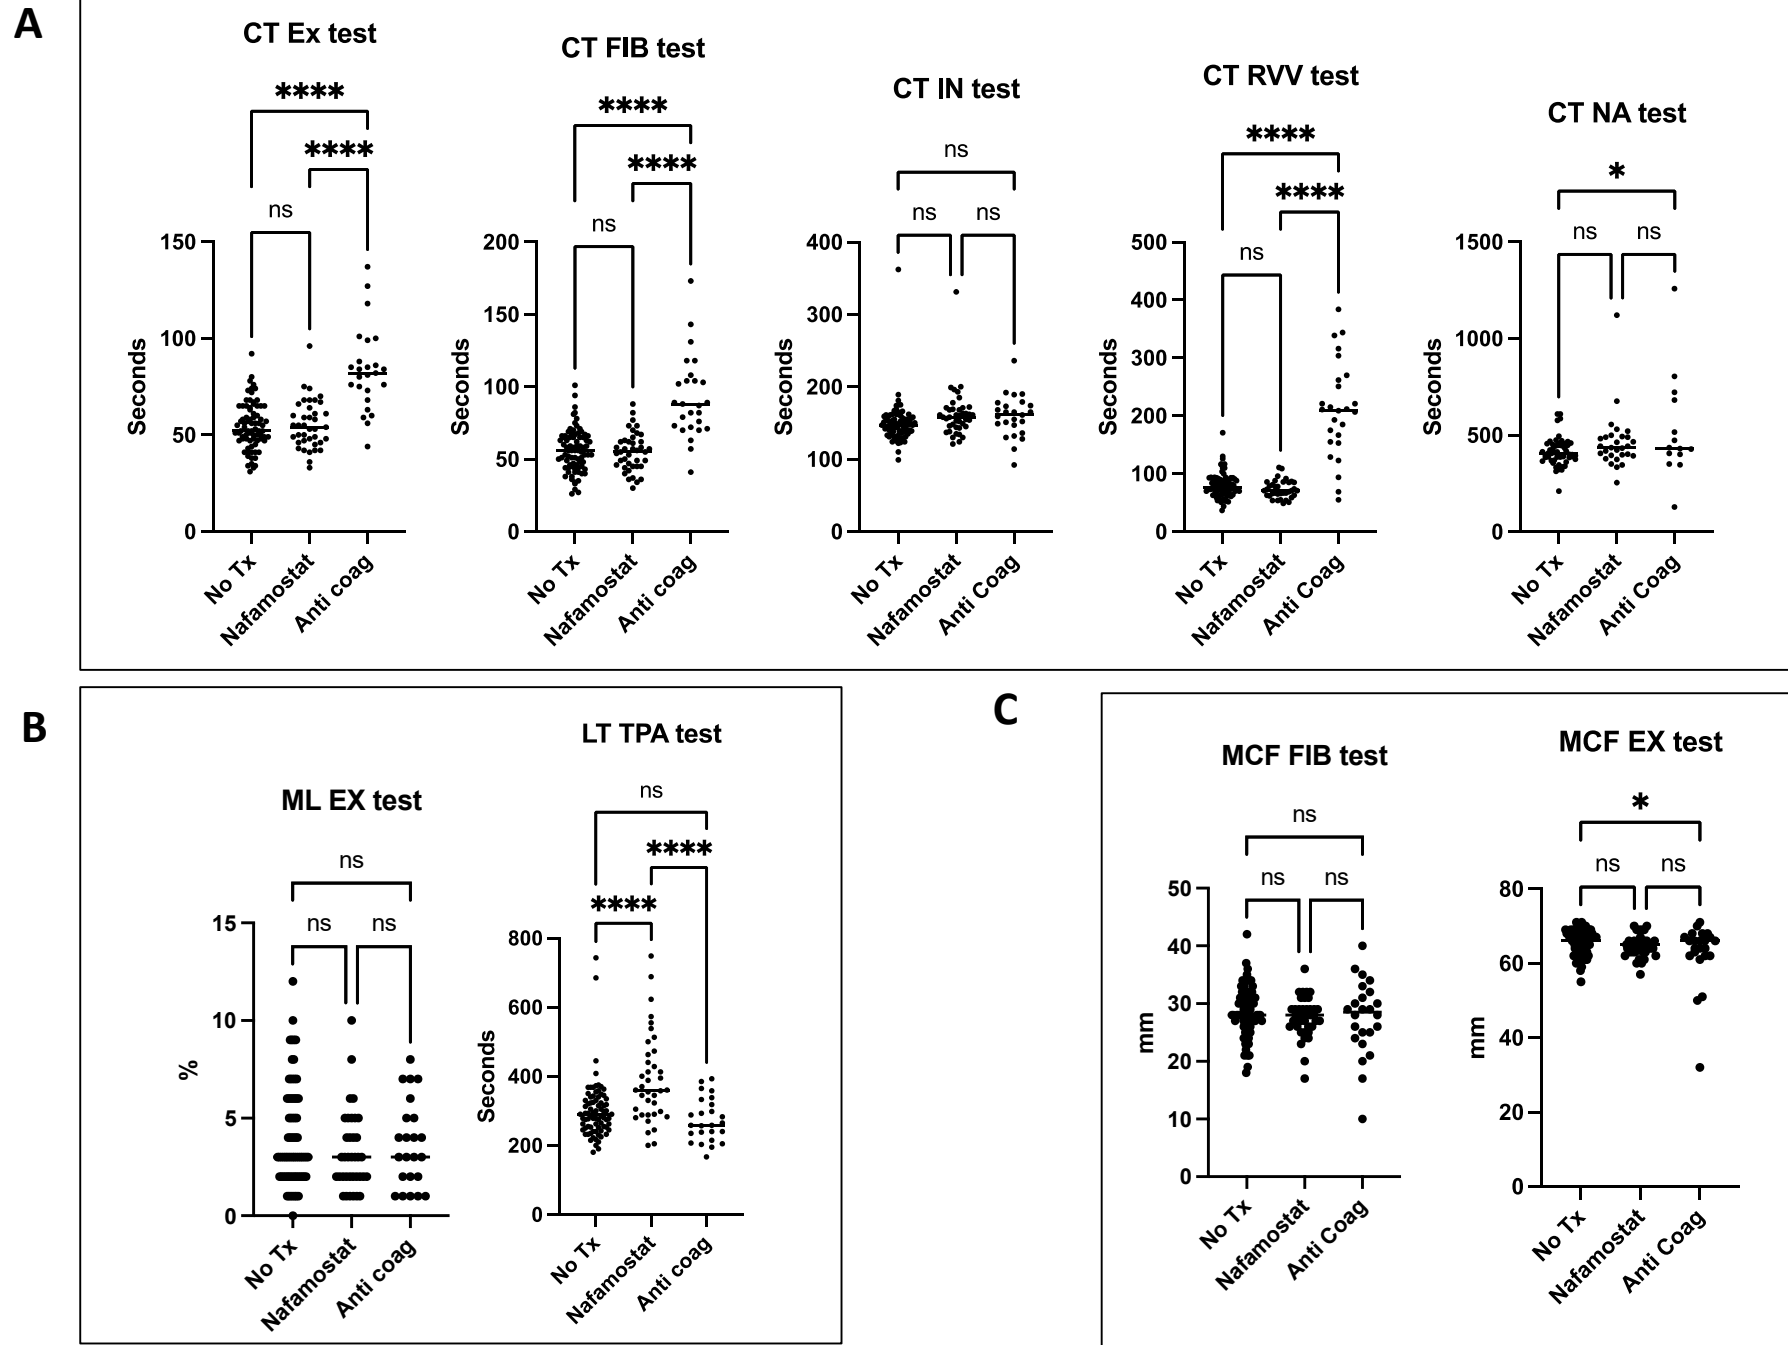 A
CT Ex test
****
****
ns
150
100
50
0
Seconds
No Tx
Nafamostat
Anti coag
CT FIB test
****
****
ns
200
150
100
50
0
Seconds
No Tx
Nafamostat
Anti coag
CT IN test
ns
ns
ns
400
300
200
100
0
Seconds
No Tx
Nafamostat
Anti Coag
CT RVV test
****
****
ns
500
400
300
200
100
0
Seconds
No Tx
Nafamostat
Anti Coag
CT NA test
*
ns
ns
1500
1000
500
0
Seconds
No Tx
Nafamostat
Anti Coag
B
ML EX test
ns
ns
ns
15
10
5
0
%
No Tx
Nafamostat
Anti coag
LT TPA test
ns
****
****
800
600
400
200
0
Seconds
No Tx
Nafamostat
Anti coag
C
MCF FIB test
ns
ns
ns
50
40
30
20
10
0
mm
No Tx
Nafamostat
Anti Coag
MCF EX test
*
ns
ns
80
60
40
20
0
mm
No Tx
Nafamostat
Anti Coag